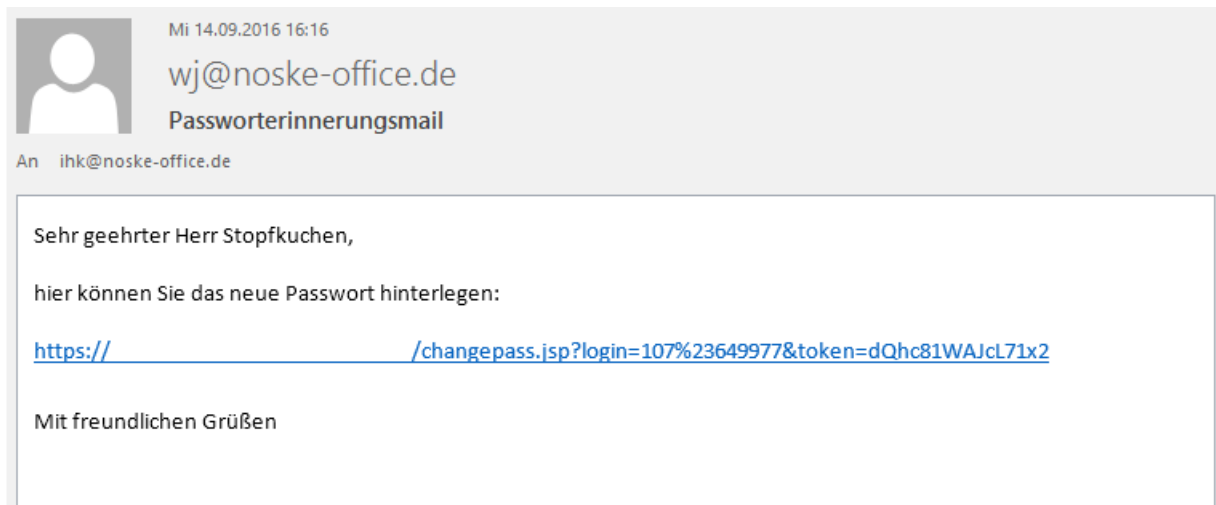 Mi 14.09.2016 16:16
wj@noske-office.de
Passworterinnerungsmail
An ihk@noske-office.de
Sehr geehrter Herr Stopfkuchen,
hier können Sie das neue Passwort hinterlegen:
https:// /changepass.jsp?login=107%23649977&token=dQhc81WAJcL71x2
Mit freundlichen Grüßen